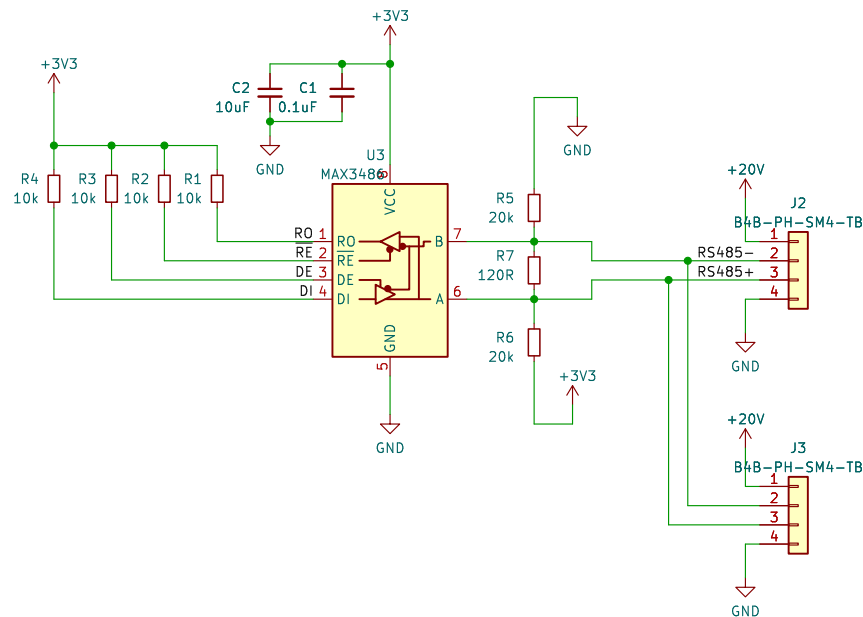 +3V3
+3V3
C2
10uF
C1
0.1uF
GND
R4
10k
R3
10k
R2
10k
R1
10k
U3
MAX3486
8
VCC
RO 1 RO
RE 2 RE
DE 3 DE
DI 4 DI
7 B
6 A
GND
5
GND
GND
R5
20k
R7
120R
R6
20k
+3V3
+20V
J2
B4B-PH-SM4-TB
1
RS485- 2
RS485+ 3
4
GND
+20V
J3
B4B-PH-SM4-TB
1
2
3
4
GND